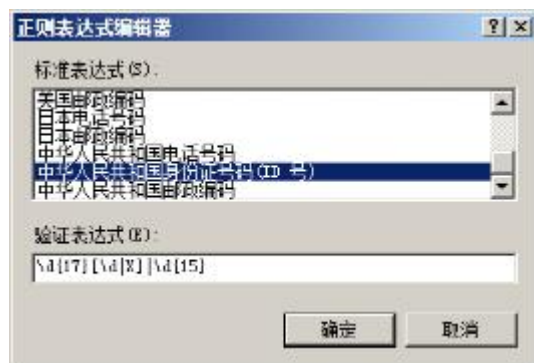 正则表达式编辑器
标准表达式(S):
美国邮政编码
日本电话号码
日本邮政编码
中华人民共和国电话号码
中华人民共和国身份证号码(ID 号)
中华人民共和国邮政编码
验证表达式(E):
\d{17}[\d|X]|\d{15}
确定
取消